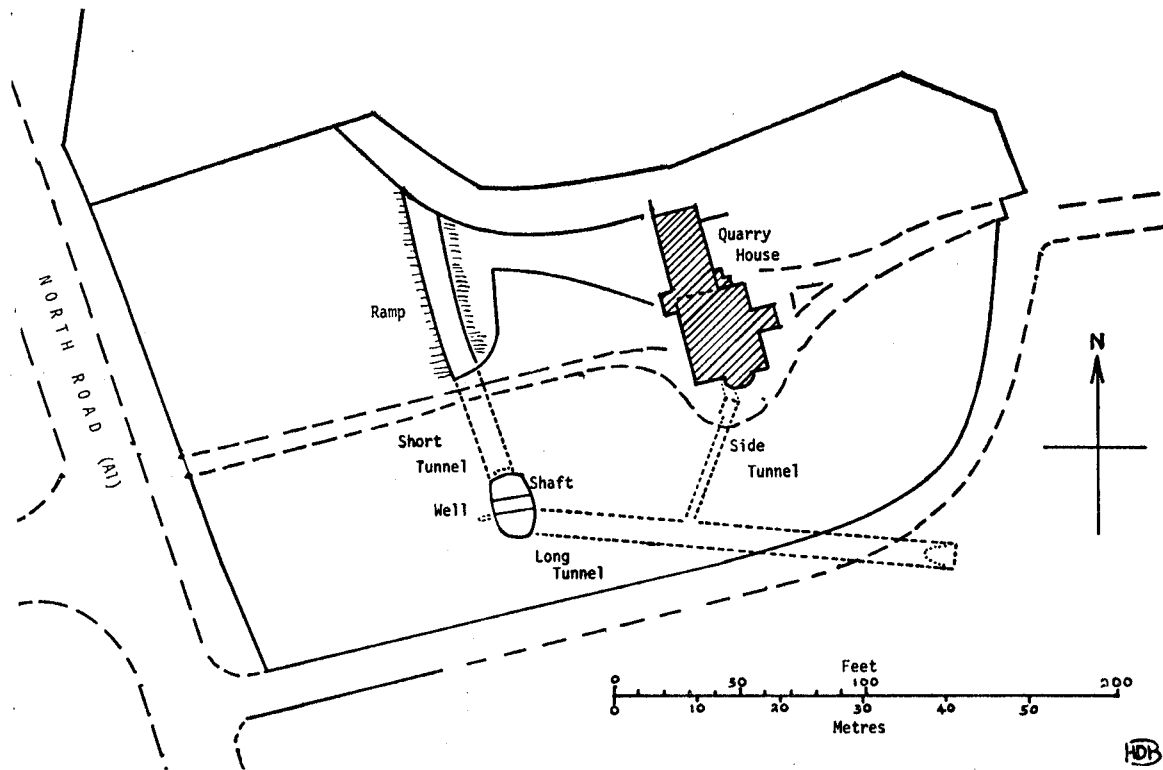 Quarry
House
Ramp
N
NORTH ROAD (A1)
Short
Tunnel
Side
Tunnel
Shaft
Well
Long
Tunnel
Feet
0 50 100 200
0 10 20 30 40 50
Metres
HDB